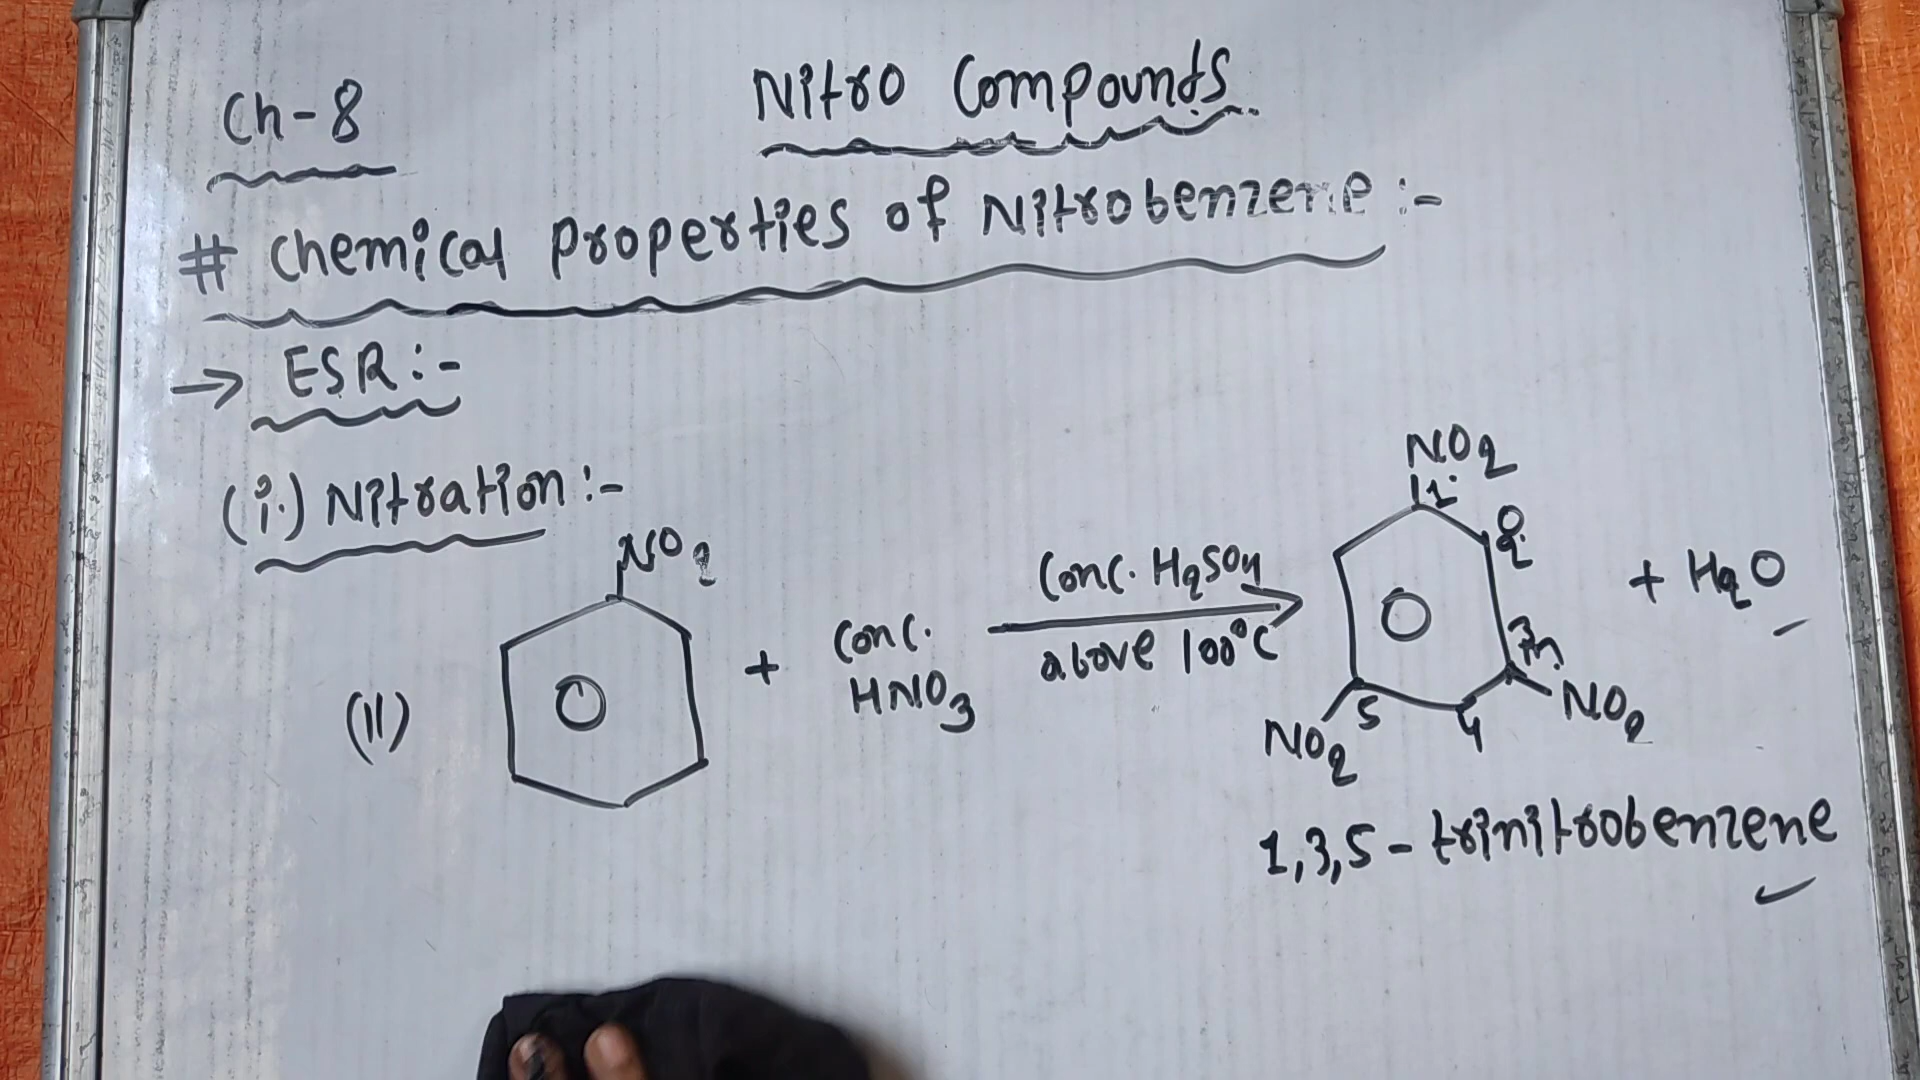 Ch-8
Nitro Compounds
# Chemical Properties of Nitrobenzene :-
→ ESR :-
(i.) Nitration :-
(II)
NO2
+
Conc. HNO3
Conc. H2SO4
above 100°C
NO2
1
2
3
4
5
NO2
NO2
+ H2O
1,3,5 - trinitrobenzene